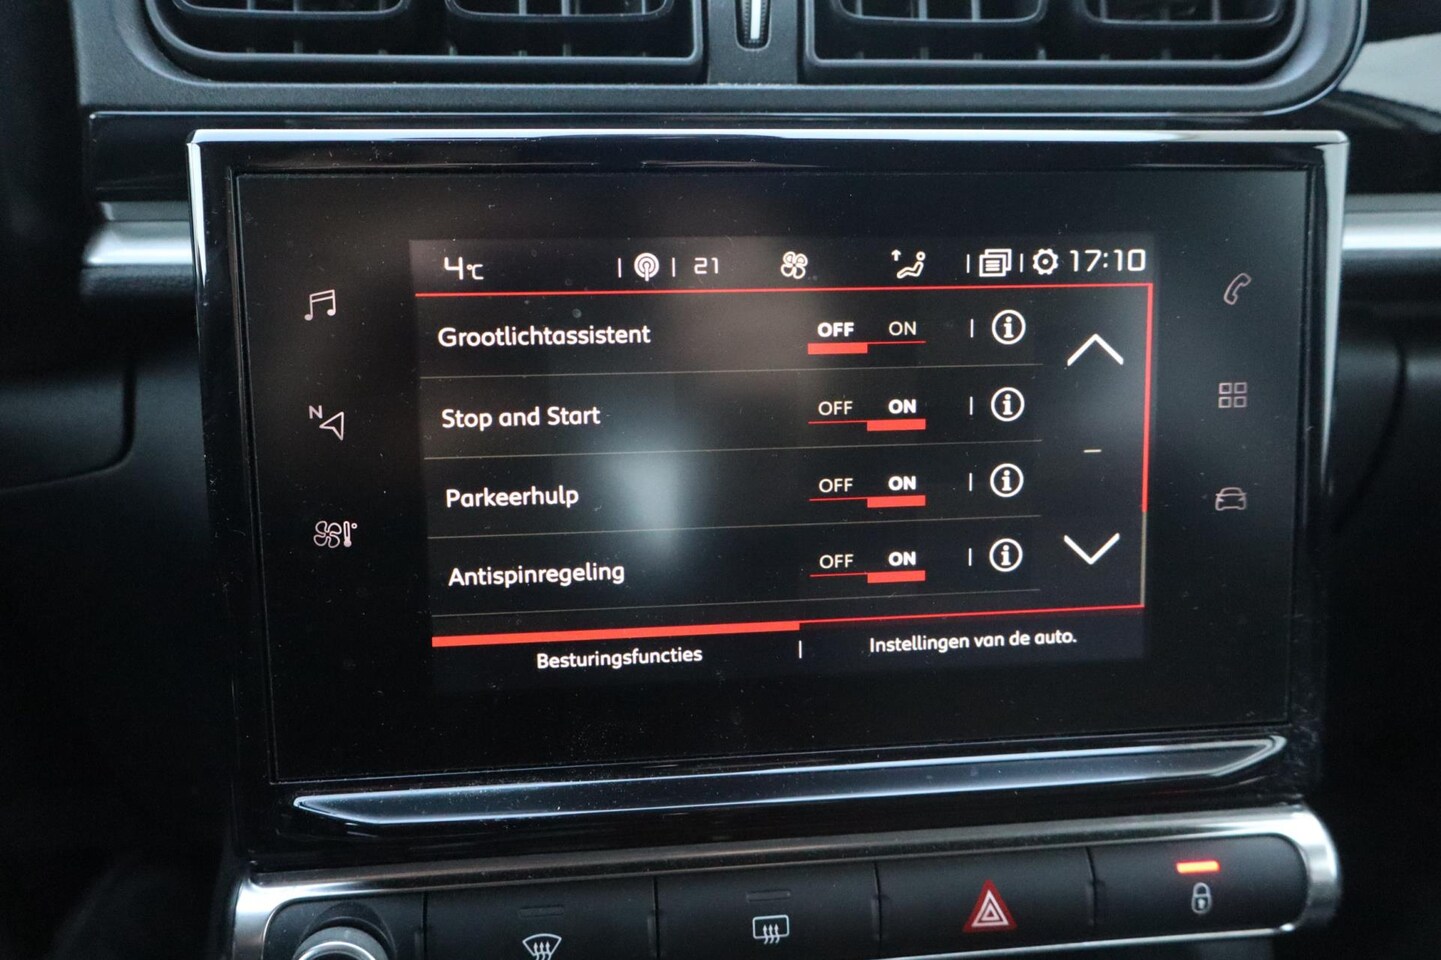 4°C 21 17:10
Grootlichtassistent OFF ON
Stop and Start OFF ON
N
Parkeerhulp OFF ON
Antispinregeling OFF ON
Besturingsfuncties Instellingen van de auto.